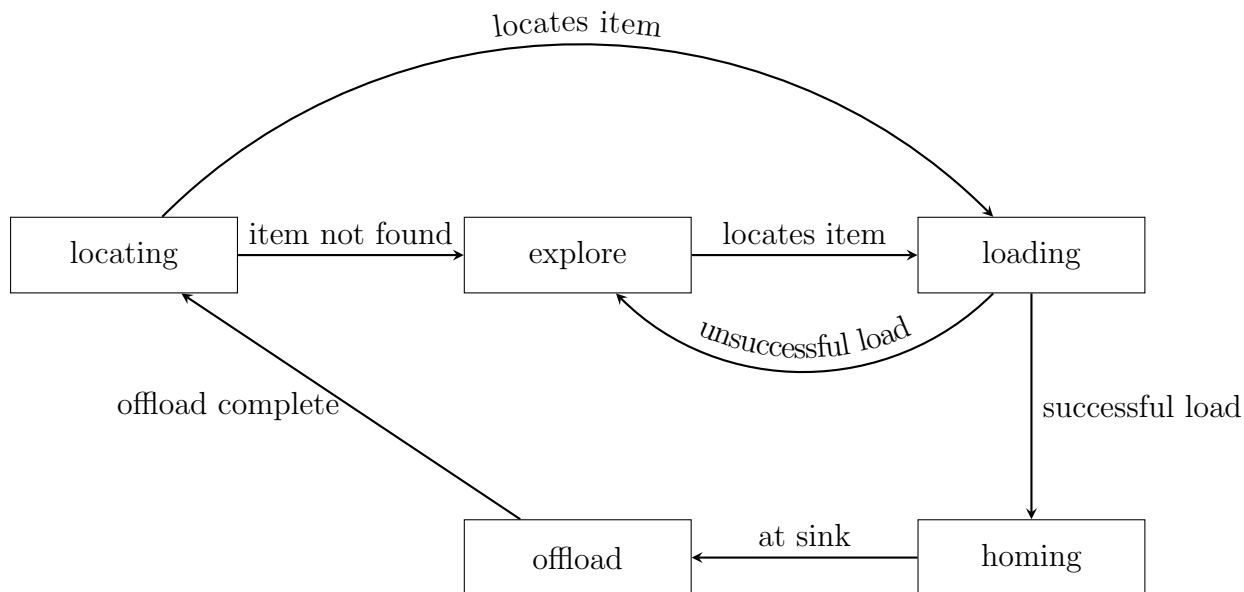 locates item
locating
item not found
explore
locates item
loading
unsuccessful load
offload complete
successful load
offload
at sink
homing